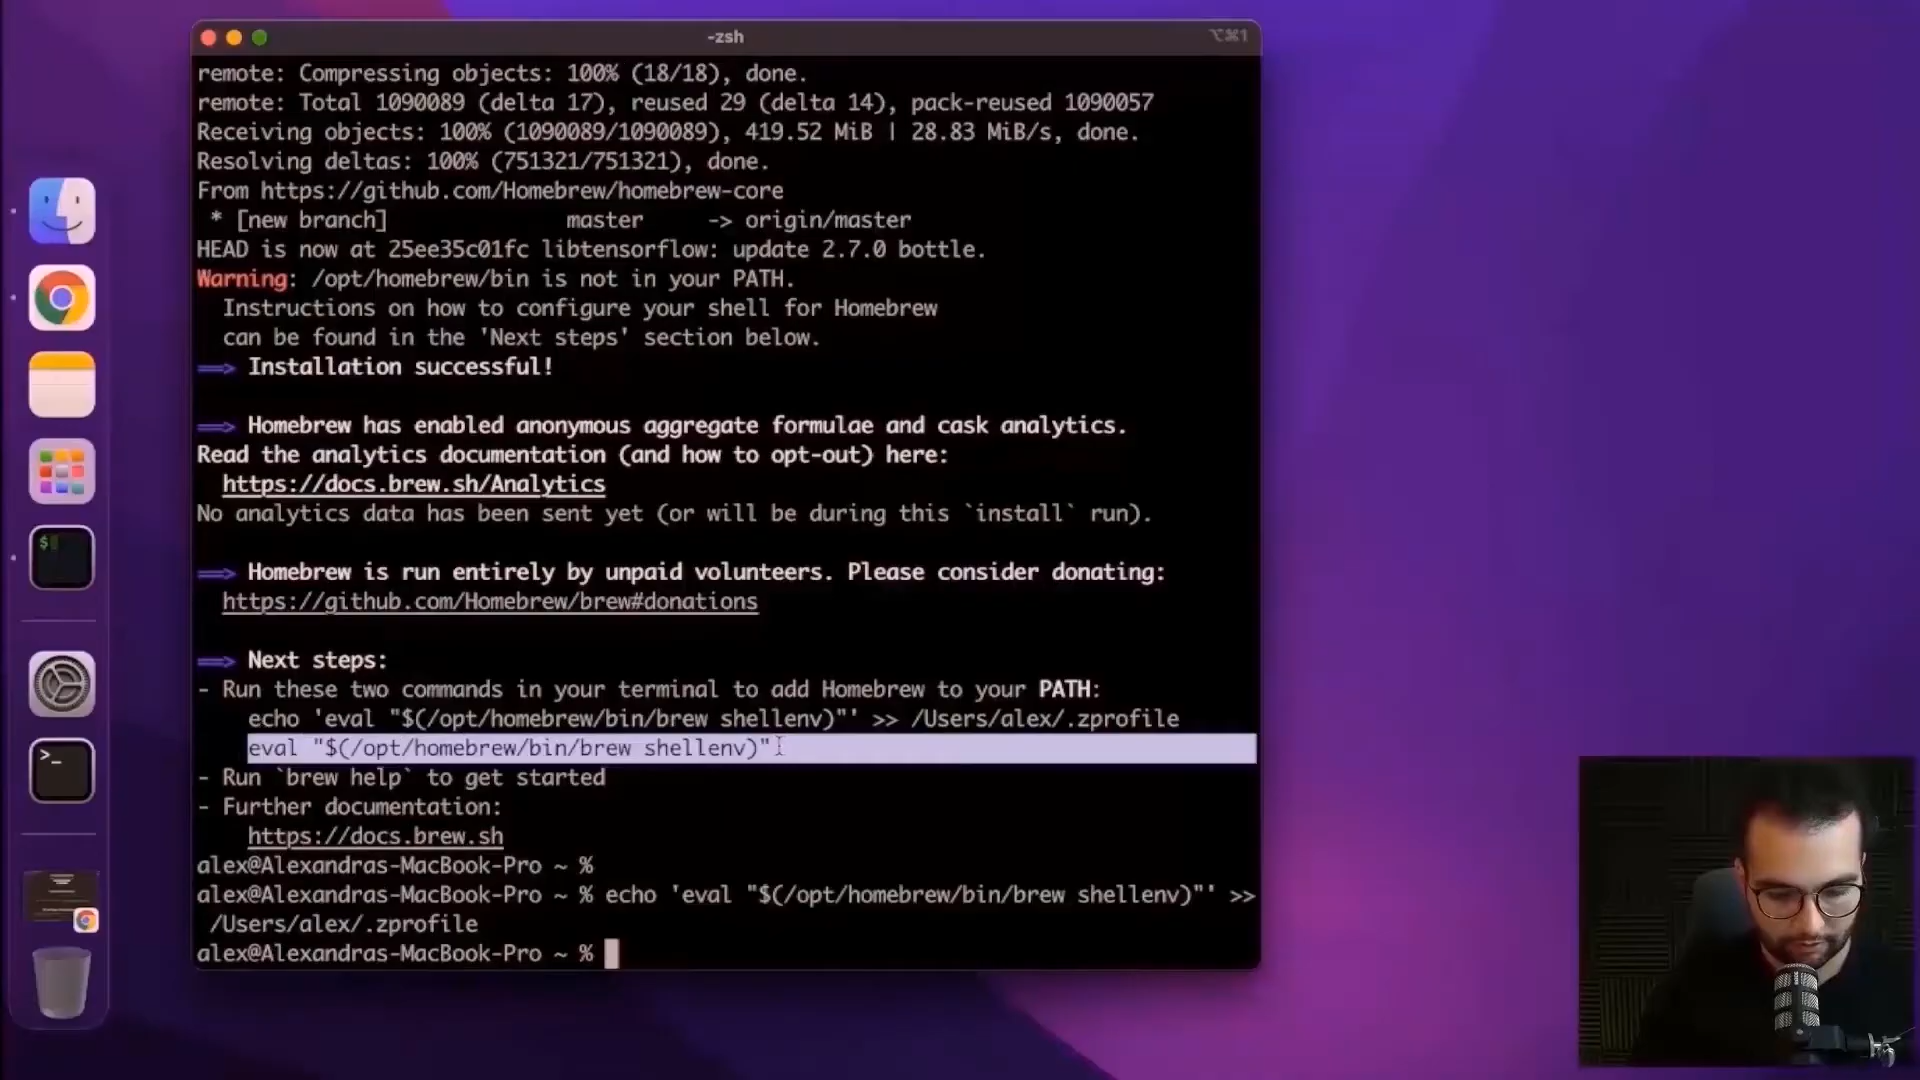 -zsh
⌥⌘1
remote: Compressing objects: 100% (18/18), done.
remote: Total 1090089 (delta 17), reused 29 (delta 14), pack-reused 1090057
Receiving objects: 100% (1090089/1090089), 419.52 MiB | 28.83 MiB/s, done.
Resolving deltas: 100% (751321/751321), done.
From https://github.com/Homebrew/homebrew-core
 * [new branch]              master     -> origin/master
HEAD is now at 25ee35c01fc libtensorflow: update 2.7.0 bottle.
Warning: /opt/homebrew/bin is not in your PATH.
  Instructions on how to configure your shell for Homebrew
  can be found in the 'Next steps' section below.
==> Installation successful!
==> Homebrew has enabled anonymous aggregate formulae and cask analytics.
Read the analytics documentation (and how to opt-out) here:
  https://docs.brew.sh/Analytics
No analytics data has been sent yet (or will be during this `install` run).
==> Homebrew is run entirely by unpaid volunteers. Please consider donating:
  https://github.com/Homebrew/brew#donations
==> Next steps:
- Run these two commands in your terminal to add Homebrew to your PATH:
    echo 'eval "$(/opt/homebrew/bin/brew shellenv)"' >> /Users/alex/.zprofile
    eval "$(/opt/homebrew/bin/brew shellenv)"
- Run `brew help` to get started
- Further documentation:
    https://docs.brew.sh
alex@Alexandras-MacBook-Pro ~ %
alex@Alexandras-MacBook-Pro ~ % echo 'eval "$(/opt/homebrew/bin/brew shellenv)"' >>
 /Users/alex/.zprofile
alex@Alexandras-MacBook-Pro ~ %
$
>_